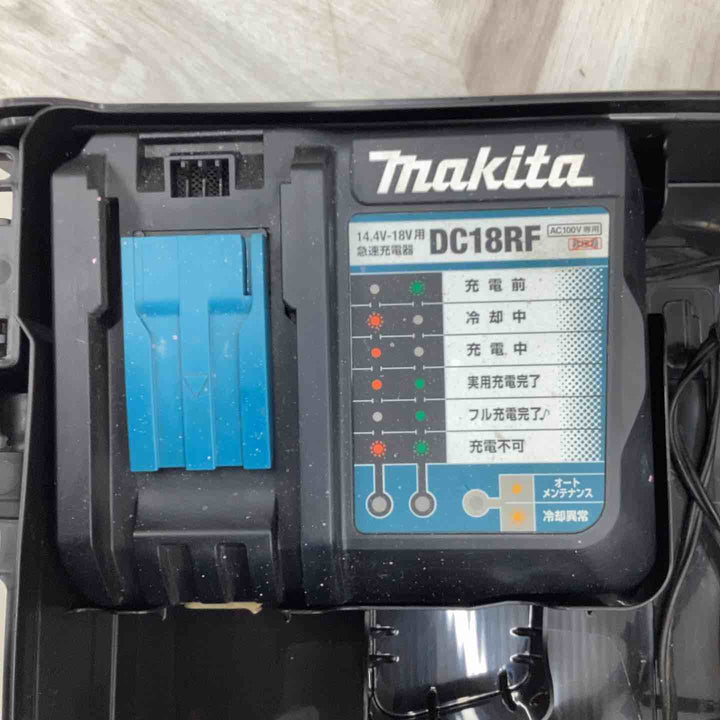 makita
14.4V-18V用
急速充電器
DC18RF
AC100V専用
充電前
冷却中
充電中
実用充電完了
フル充電完了♪
充電不可
オート
メンテナンス
冷却異常